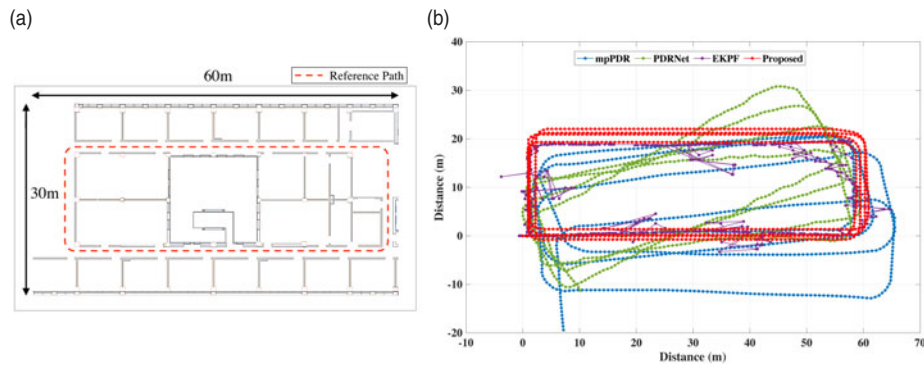 (a)
60m
Reference Path
30m
(b)
mpPDR PDRNet EKPF Proposed
40
30
20
10
0
-10
-20
Distance (m)
-10 0 10 20 30 40 50 60 70
Distance (m)